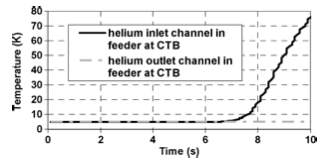 80
70
60
50
40
30
20
10
0
Temperature (K)
helium inlet channel in
feeder at CTB
helium outlet channel in
feeder at CTB
0 2 4 6 8 10
Time (s)